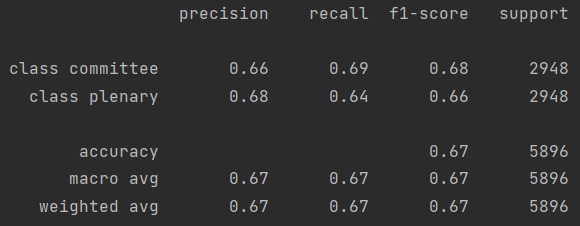 precision recall f1-score support
class committee 0.66 0.69 0.68 2948
class plenary 0.68 0.64 0.66 2948
accuracy 0.67 5896
macro avg 0.67 0.67 0.67 5896
weighted avg 0.67 0.67 0.67 5896